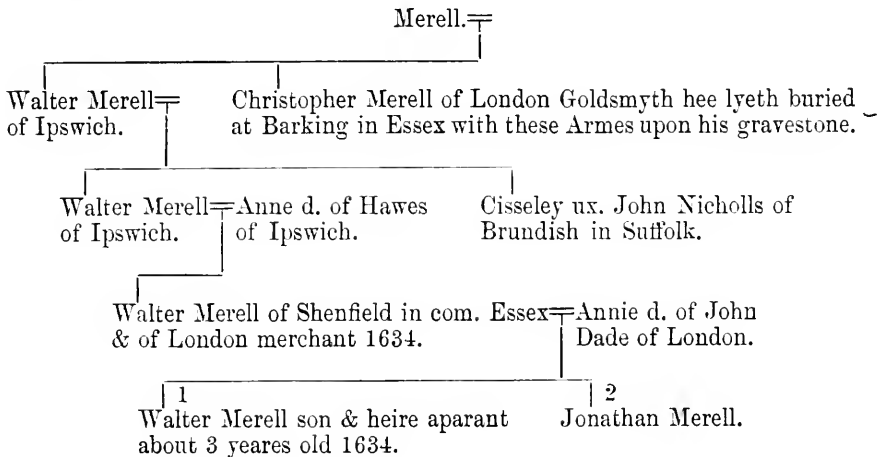 Merell.
Walter Merell
of Ipswich.
Christopher Merell of London Goldsmyth hee lyeth buried
at Barking in Essex with these Armes upon his gravestone.
Walter Merell
of Ipswich.
Anne d. of Hawes
of Ipswich.
Cisseley ux. John Nicholls of
Brundish in Suffolk.
Walter Merell of Shenfield in com. Essex
& of London merchant 1634.
Annie d. of John
Dade of London.
1
Walter Merell son & heire aparant
about 3 yeares old 1634.
2
Jonathan Merell.